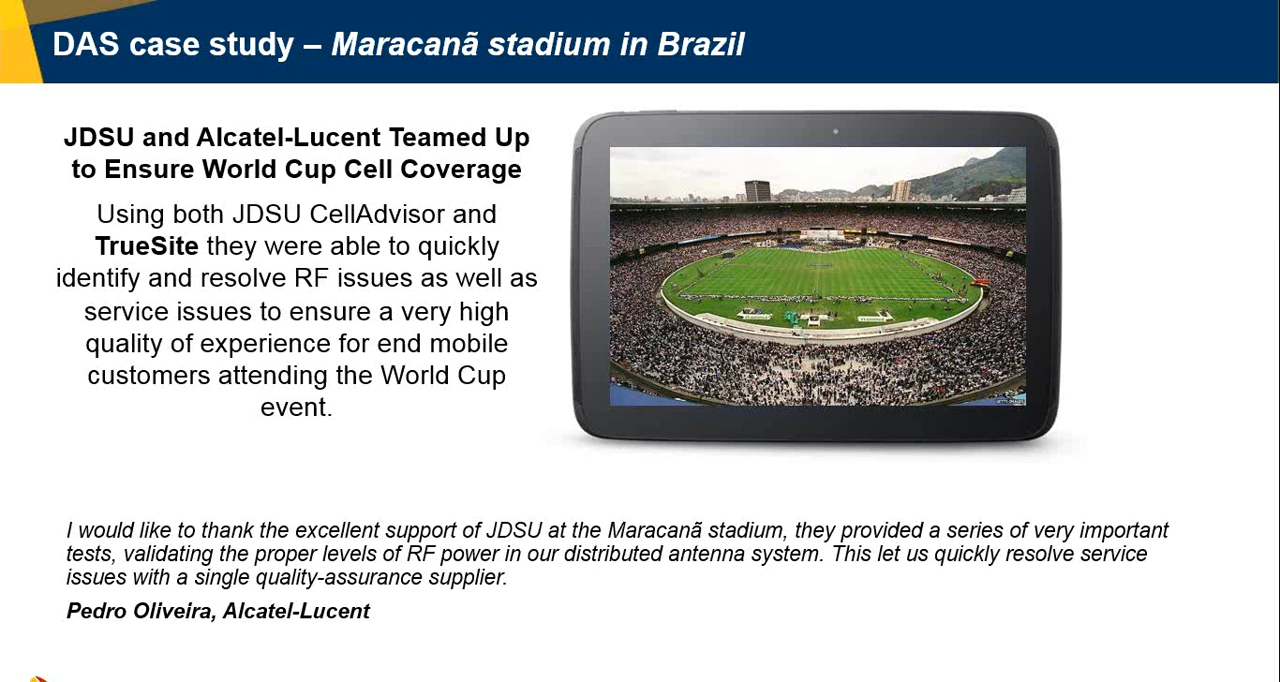 DAS case study – Maracanã stadium in Brazil
JDSU and Alcatel-Lucent Teamed Up
to Ensure World Cup Cell Coverage
Using both JDSU CellAdvisor and
TrueSite they were able to quickly
identify and resolve RF issues as well as
service issues to ensure a very high
quality of experience for end mobile
customers attending the World Cup
event.
I would like to thank the excellent support of JDSU at the Maracanã stadium, they provided a series of very important
tests, validating the proper levels of RF power in our distributed antenna system. This let us quickly resolve service
issues with a single quality-assurance supplier.
Pedro Oliveira, Alcatel-Lucent